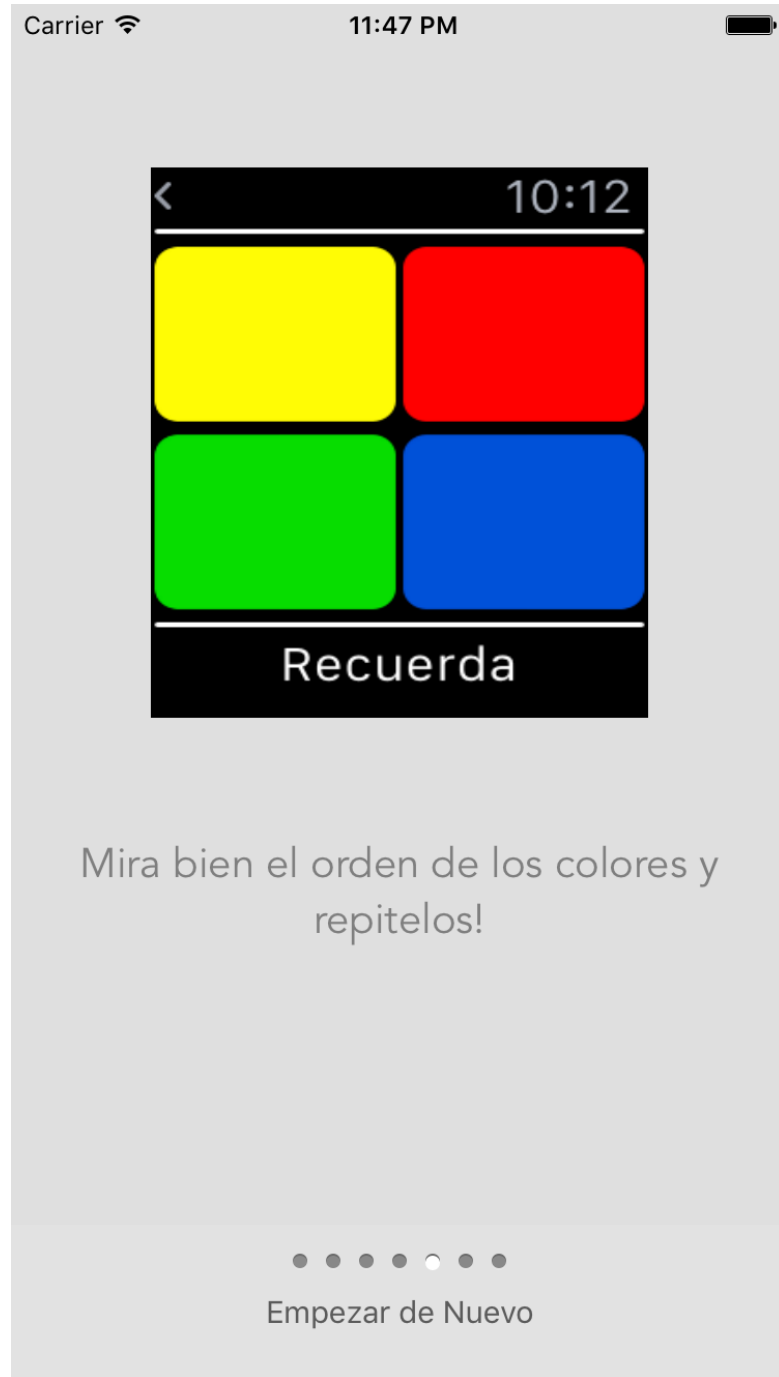 Carrier 11:47 PM
10:12
Recuerda
Mira bien el orden de los colores y
repitelos!
Empezar de Nuevo